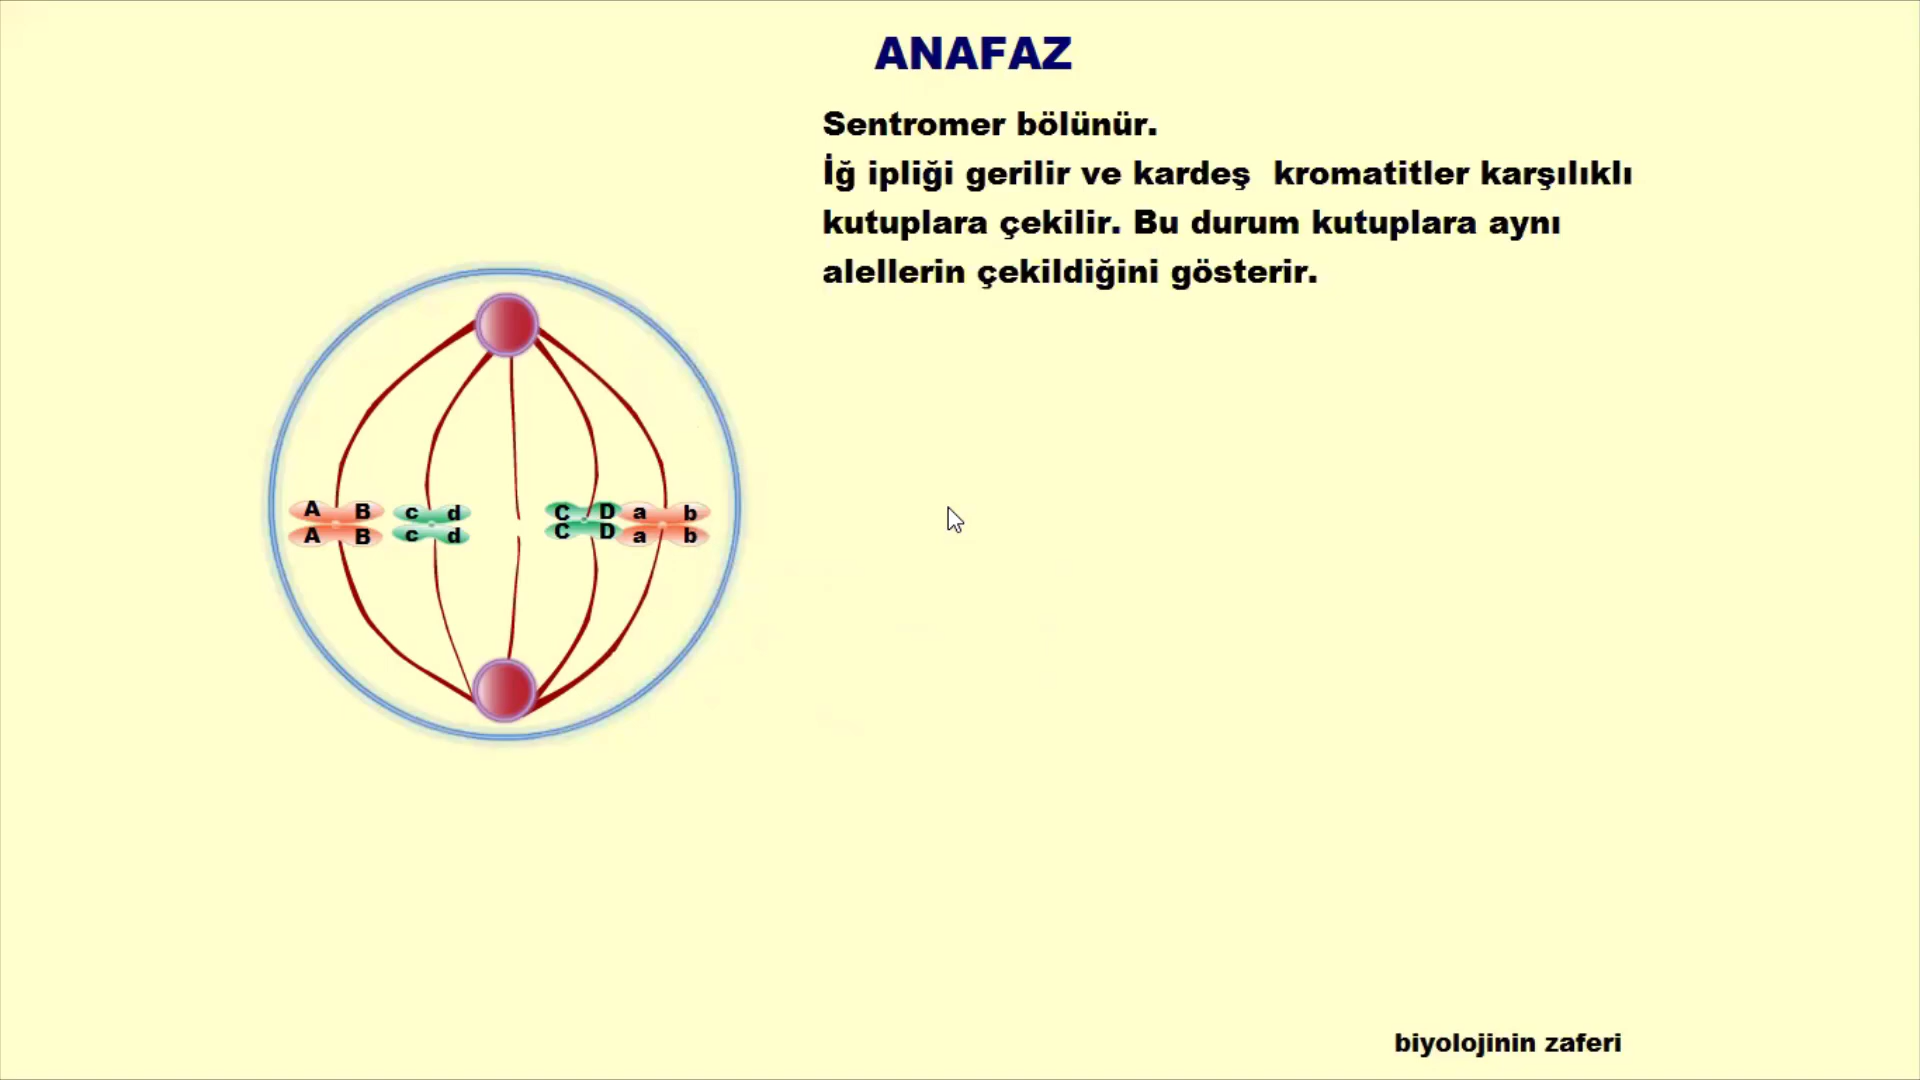 ANAFAZ
Sentromer bölünür.
İğ ipliği gerilir ve kardeş  kromatitler karşılıklı
kutuplara çekilir. Bu durum kutuplara aynı
alellerin çekildiğini gösterir.
A B c d C D a b
A B c d C D a b
biyolojinin zaferi